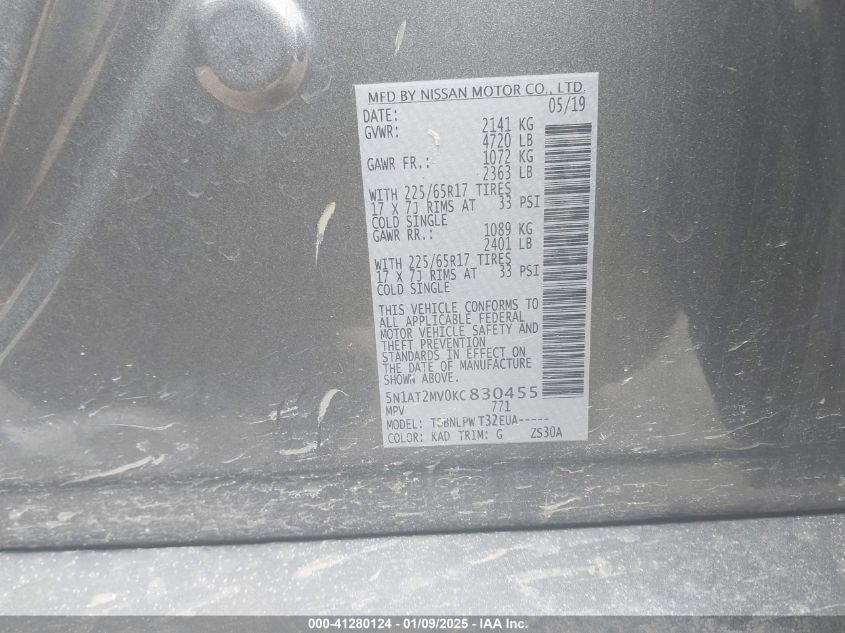 MFD BY NISSAN MOTOR CO., LTD.
DATE: 05/19
GVWR: 2141 KG
4720 LB
GAWR FR.: 1072 KG
2363 LB
WITH 225/65R17 TIRES
17 X 7J RIMS AT 33 PSI
COLD SINGLE
GAWR RR.: 1089 KG
2401 LB
WITH 225/65R17 TIRES
17 X 7J RIMS AT 33 PSI
COLD SINGLE
THIS VEHICLE CONFORMS TO
ALL APPLICABLE FEDERAL
MOTOR VEHICLE SAFETY AND
THEFT PREVENTION
STANDARDS IN EFFECT ON
THE DATE OF MANUFACTURE
SHOWN ABOVE.
5N1AT2MV0KC830455
MPV 771
MODEL: T32EUA-----
COLOR: KAD TRIM: G ZS30A
000-41280124 - 01/09/2025 - IAA Inc.